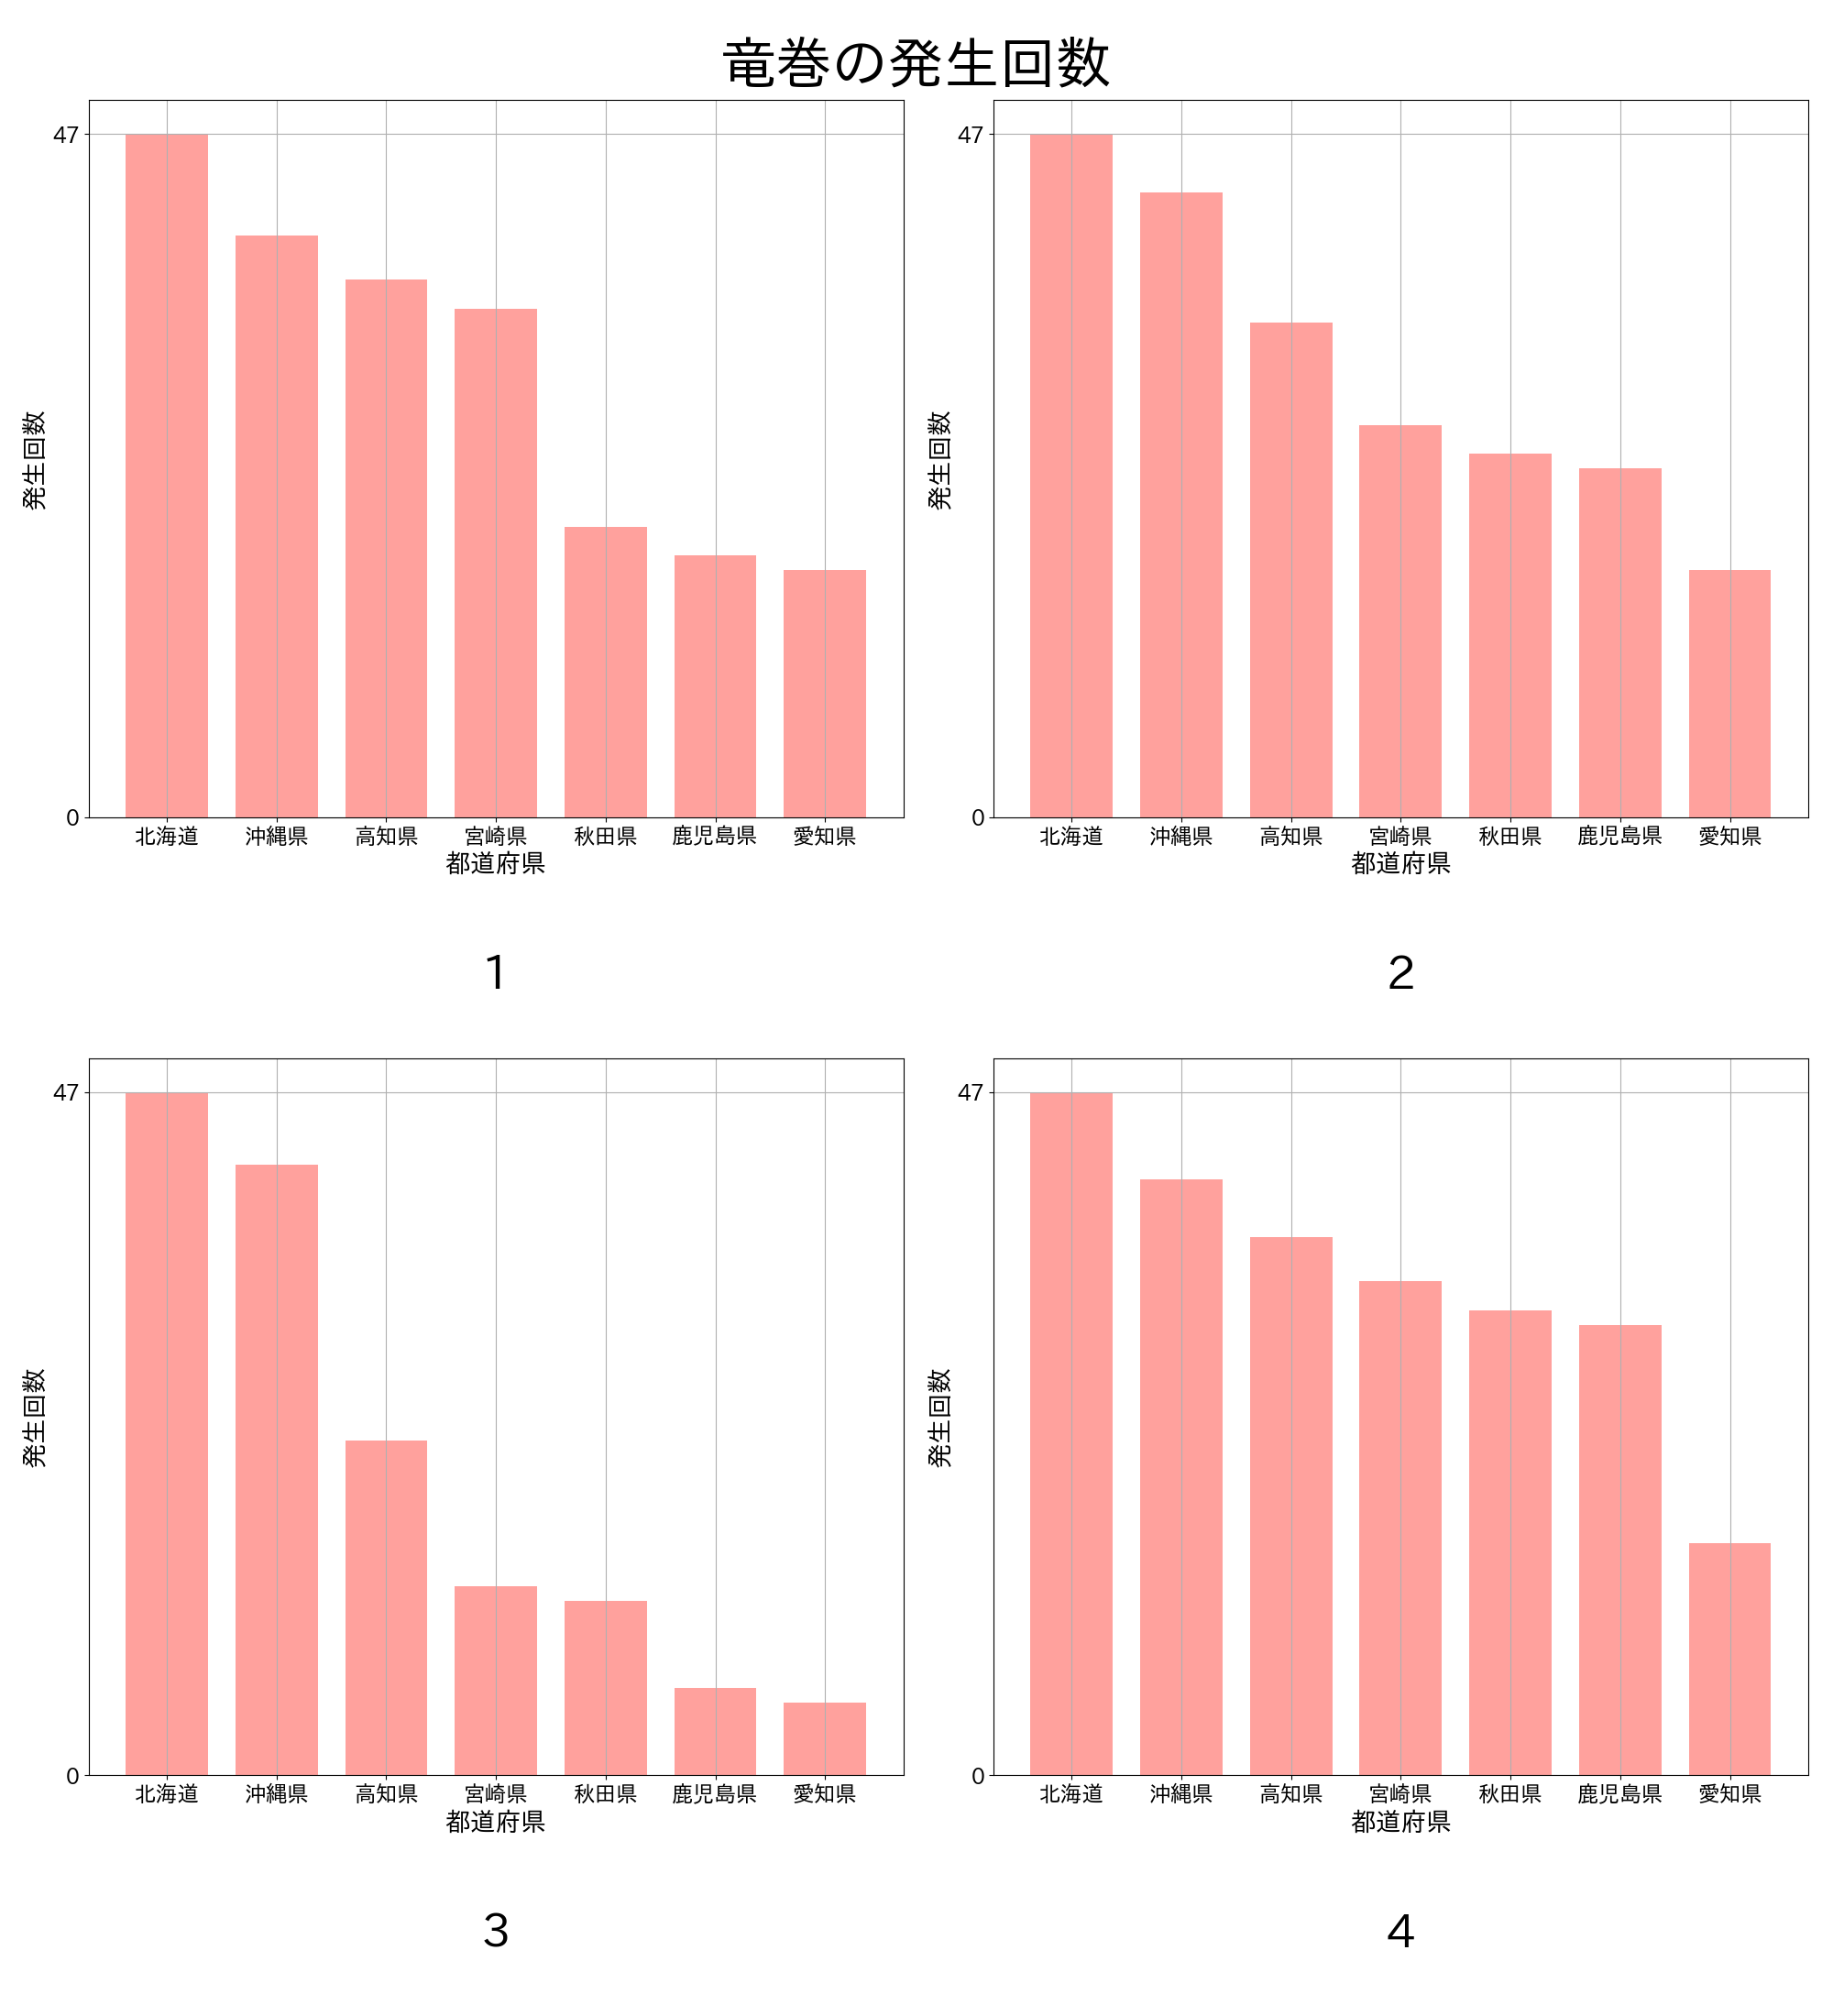 竜巻の発生回数
47
0
発生回数
北海道 沖縄県 高知県 宮崎県 秋田県 鹿児島県 愛知県
都道府県
1
47
0
発生回数
北海道 沖縄県 高知県 宮崎県 秋田県 鹿児島県 愛知県
都道府県
2
47
0
発生回数
北海道 沖縄県 高知県 宮崎県 秋田県 鹿児島県 愛知県
都道府県
3
47
0
発生回数
北海道 沖縄県 高知県 宮崎県 秋田県 鹿児島県 愛知県
都道府県
4